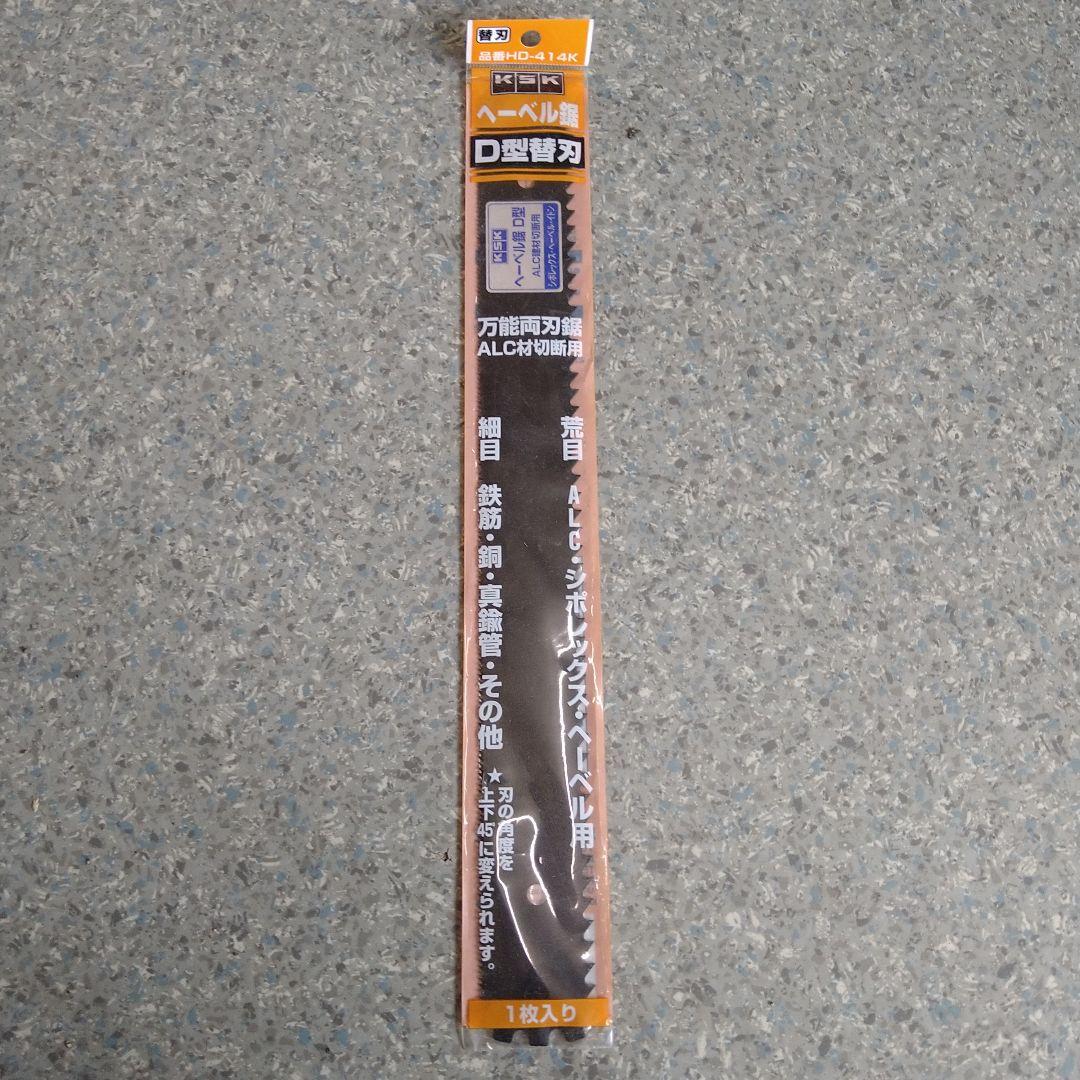 替刃
品番HD-414K
KSK
ヘーベル鋸
D型替刃
KSK
ヘーベル鋸 D型
ALC建材切断用
シポレックス・ヘーベル・イトン
万能両刃鋸
ALC材切断用
荒目 ALC・シポレックス・ヘーベル用
細目 鉄筋・銅・真鍮管・その他
★刃の角度を
上下45°に変えられます。
1枚入り